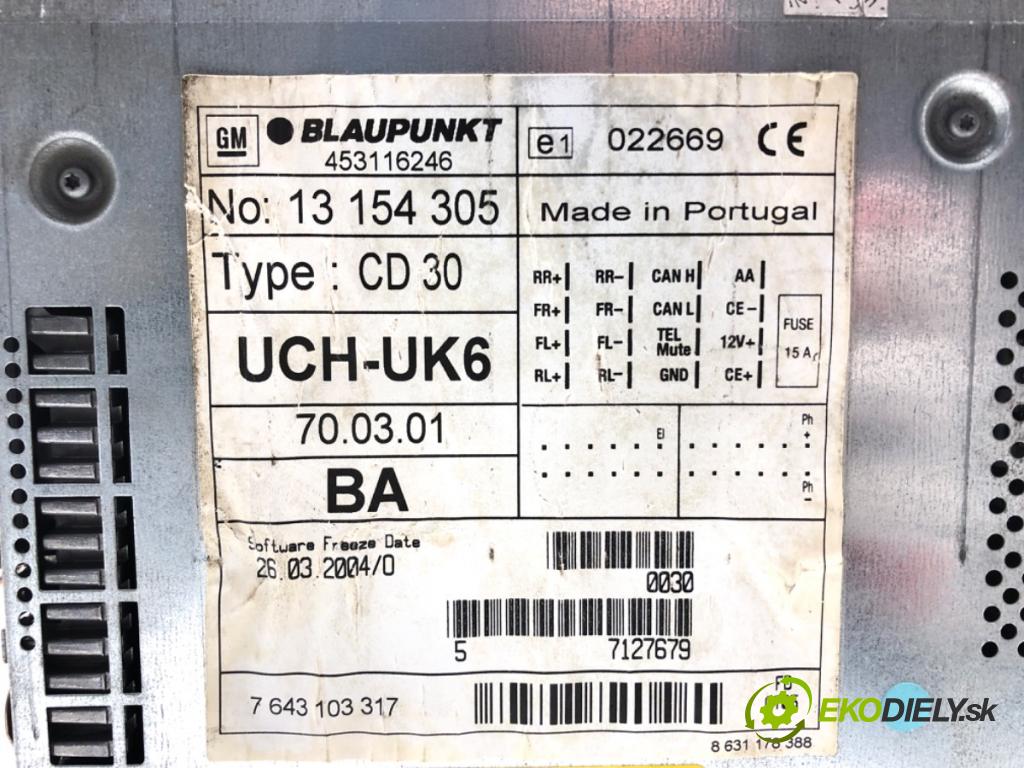 GM BLAUPUNKT
453116246
e1 022669 CE
No: 13 154 305
Made in Portugal
Type : CD 30
RR+ RR- CAN H AA
FR+ FR- CAN L CE-
FL+ FL- TEL Mute 12V+
RL+ RL- GND CE+
FUSE
15 A
UCH-UK6
70.03.01
BA
El
Ph
+
Ph
-
Software Freeze Date
26.03.2004/0
0030
5 7127679
7 643 103 317
FD
8 631 178 388
EKODIELY.sk